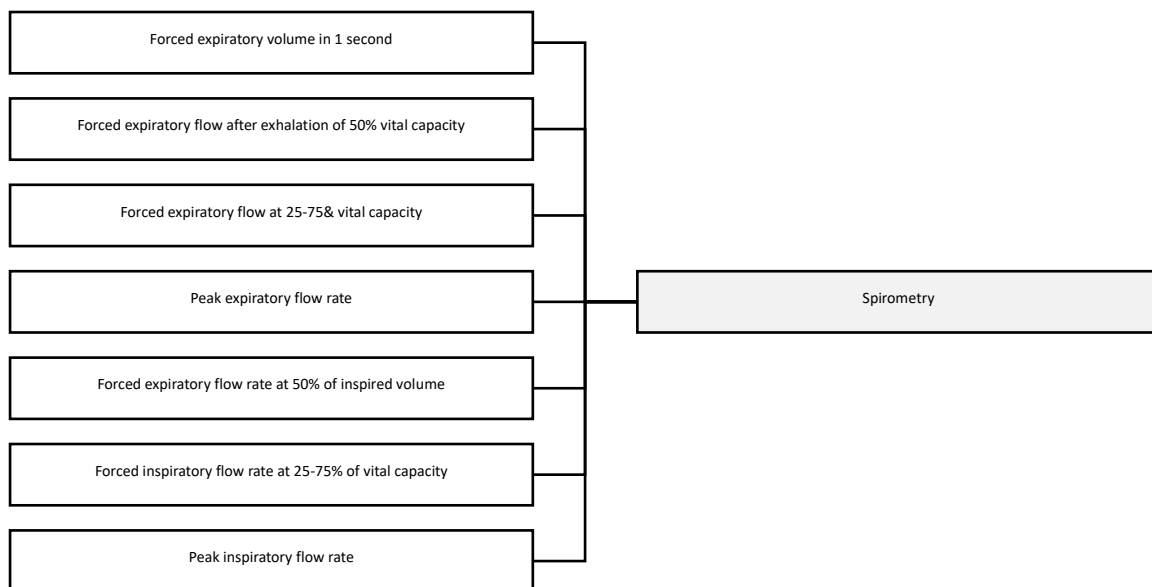 Forced expiratory volume in 1 second
Forced expiratory flow after exhalation of 50% vital capacity
Forced expiratory flow at 25-75& vital capacity
Peak expiratory flow rate
Spirometry
Forced expiratory flow rate at 50% of inspired volume
Forced inspiratory flow rate at 25-75% of vital capacity
Peak inspiratory flow rate